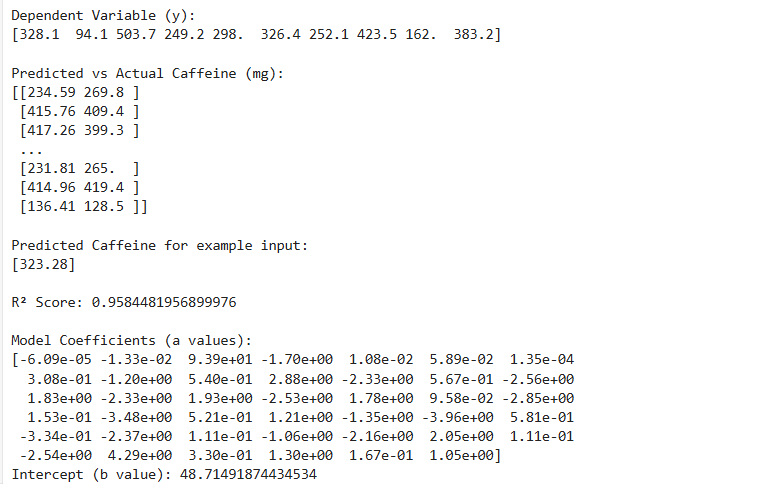 Dependent Variable (y):
[328.1  94.1 503.7 249.2 298.  326.4 252.1 423.5 162.  383.2]

Predicted vs Actual Caffeine (mg):
[[234.59 269.8 ]
 [415.76 409.4 ]
 [417.26 399.3 ]
 ...
 [231.81 265.  ]
 [414.96 419.4 ]
 [136.41 128.5 ]]

Predicted Caffeine for example input:
[323.28]

R² Score: 0.9584481956899976

Model Coefficients (a values):
[-6.09e-05 -1.33e-02  9.39e+01 -1.70e+00  1.08e-02  5.89e-02  1.35e-04
  3.08e-01 -1.20e+00  5.40e-01  2.88e+00 -2.33e+00  5.67e-01 -2.56e+00
  1.83e+00 -2.33e+00  1.93e+00 -2.53e+00  1.78e+00  9.58e-02 -2.85e+00
  1.53e-01 -3.48e+00  5.21e-01  1.21e+00 -1.35e+00 -3.96e+00  5.81e-01
 -3.34e-01 -2.37e+00  1.11e-01 -1.06e+00 -2.16e+00  2.05e+00  1.11e-01
 -2.54e+00  4.29e+00  3.30e-01  1.30e+00  1.67e-01  1.05e+00]
Intercept (b value): 48.71491874434534